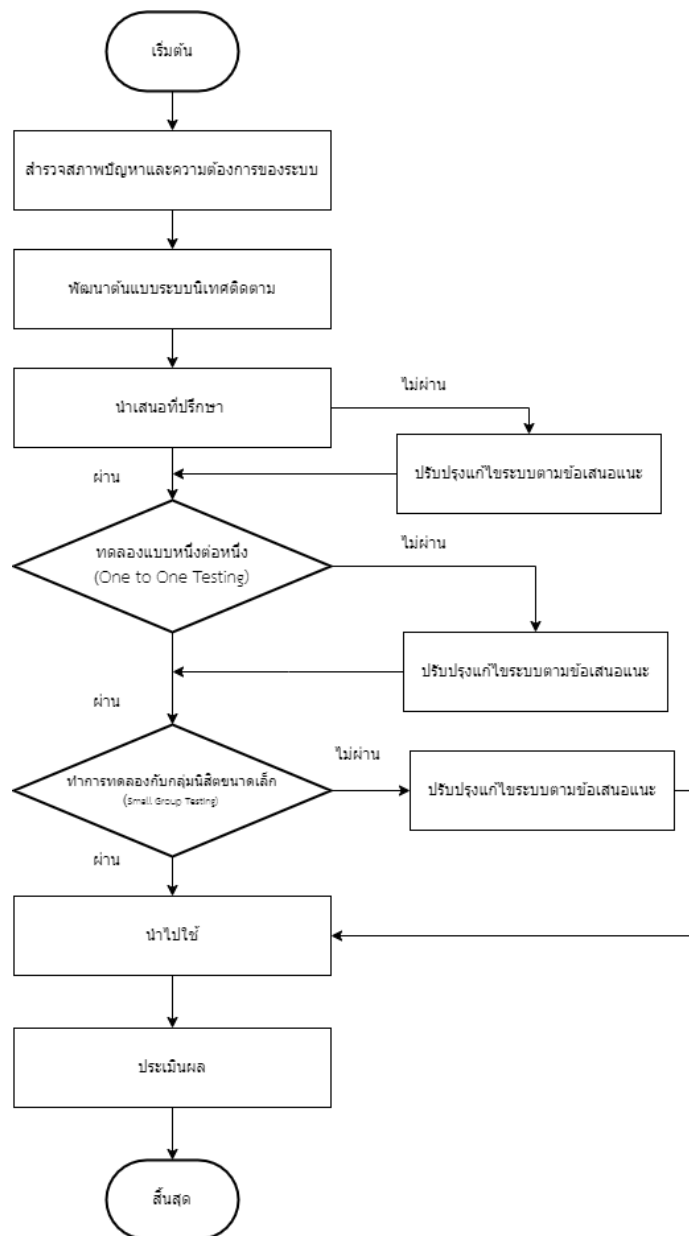 เริ่มต้น
สำรวจสภาพปัญหาและความต้องการของระบบ
พัฒนาต้นแบบระบบนิเทศติดตาม
นำเสนอที่ปรึกษา
ไม่ผ่าน
ปรับปรุงแก้ไขระบบตามข้อเสนอแนะ
ผ่าน
ทดลองแบบหนึ่งต่อหนึ่ง
(One to One Testing)
ไม่ผ่าน
ปรับปรุงแก้ไขระบบตามข้อเสนอแนะ
ผ่าน
ทำการทดลองกับกลุ่มนิสิตขนาดเล็ก
(Small Group Testing)
ไม่ผ่าน
ปรับปรุงแก้ไขระบบตามข้อเสนอแนะ
ผ่าน
นำไปใช้
ประเมินผล
สิ้นสุด